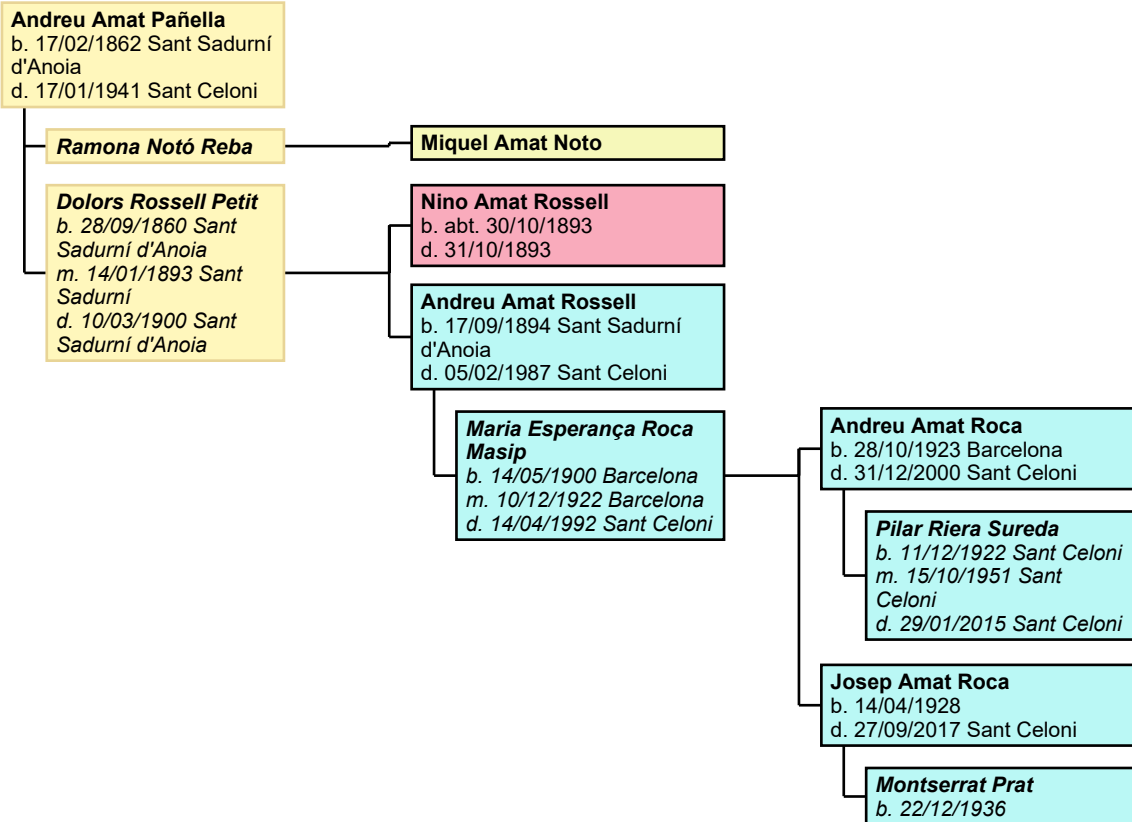 Andreu Amat Pañella
b. 17/02/1862 Sant Sadurní
d'Anoia
d. 17/01/1941 Sant Celoni
Ramona Notó Reba
Miquel Amat Noto
Dolors Rossell Petit
b. 28/09/1860 Sant
Sadurní d'Anoia
m. 14/01/1893 Sant
Sadurní
d. 10/03/1900 Sant
Sadurní d'Anoia
Nino Amat Rossell
b. abt. 30/10/1893
d. 31/10/1893
Andreu Amat Rossell
b. 17/09/1894 Sant Sadurní
d'Anoia
d. 05/02/1987 Sant Celoni
Maria Esperança Roca
Masip
b. 14/05/1900 Barcelona
m. 10/12/1922 Barcelona
d. 14/04/1992 Sant Celoni
Andreu Amat Roca
b. 28/10/1923 Barcelona
d. 31/12/2000 Sant Celoni
Pilar Riera Sureda
b. 11/12/1922 Sant Celoni
m. 15/10/1951 Sant
Celoni
d. 29/01/2015 Sant Celoni
Josep Amat Roca
b. 14/04/1928
d. 27/09/2017 Sant Celoni
Montserrat Prat
b. 22/12/1936